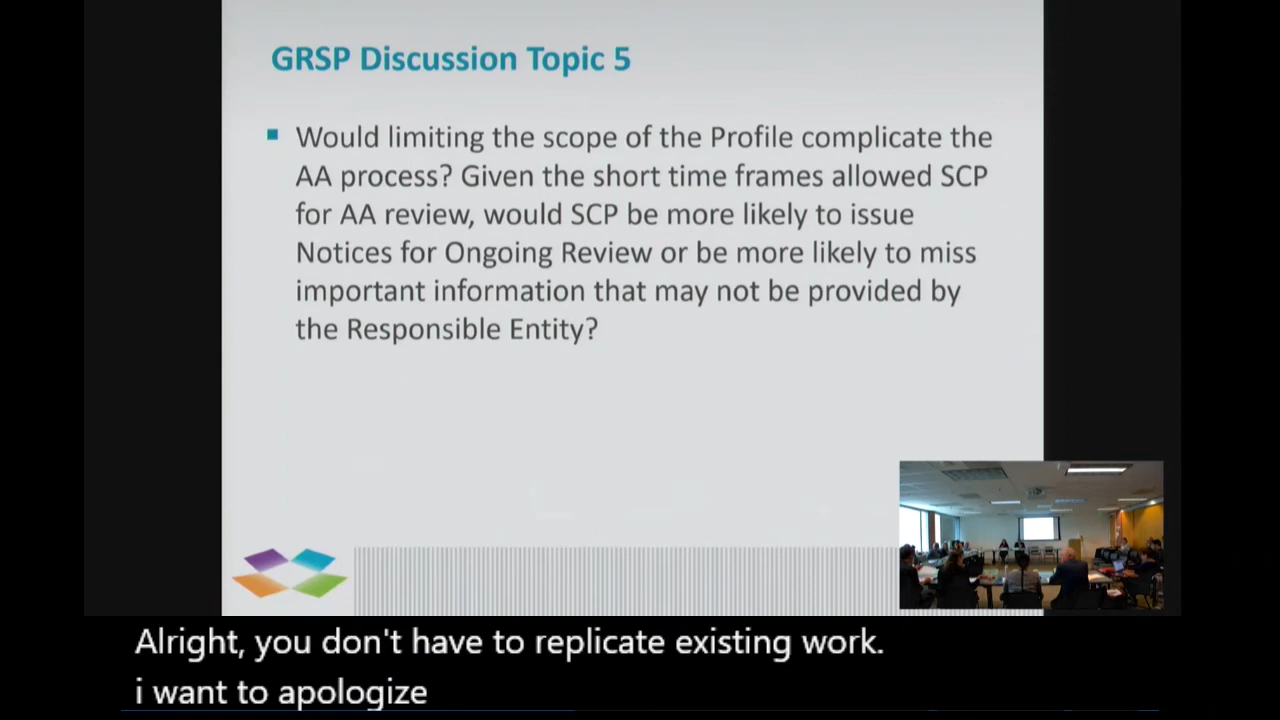 GRSP Discussion Topic 5
Would limiting the scope of the Profile complicate the
AA process? Given the short time frames allowed SCP
for AA review, would SCP be more likely to issue
Notices for Ongoing Review or be more likely to miss
important information that may not be provided by
the Responsible Entity?
Alright, you don't have to replicate existing work.
i want to apologize